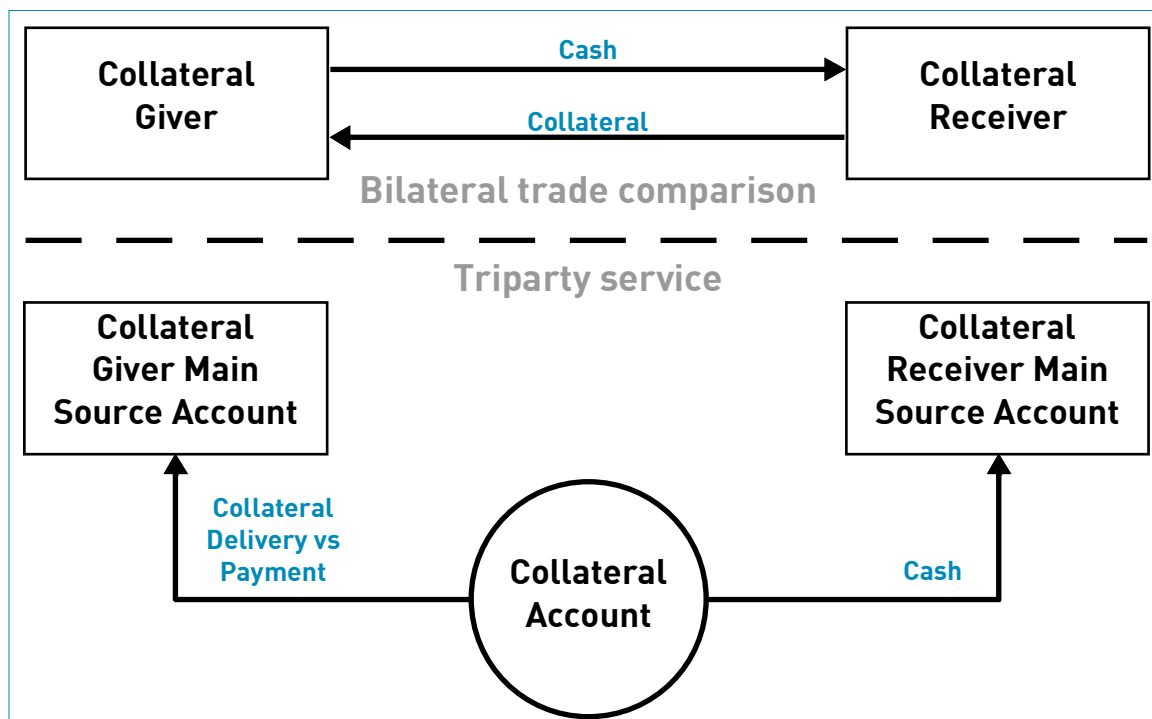 Collateral
Giver
Cash
Collateral
Collateral
Receiver
Bilateral trade comparison
Triparty service
Collateral
Giver Main
Source Account
Collateral
Receiver Main
Source Account
Collateral
Delivery vs
Payment
Collateral
Account
Cash